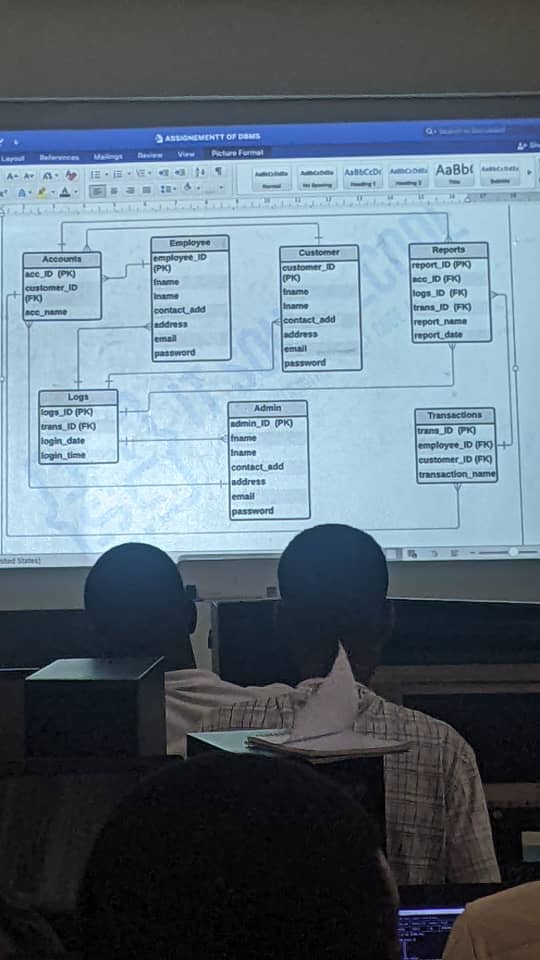 ASSIGNEMENTT OF DBMS
Layout References Mailings Review View Picture Format
AaBbCcDdEe AaBbCcDdEe AaBbCcDc AaBbCcDdEe AaBb( AaBbCcDdEe
Normal No Spacing Heading 1 Heading 2 Title Subtitle
Accounts
acc_ID (PK)
customer_ID
(FK)
acc_name
Employee
employee_ID
(PK)
fname
lname
contact_add
address
email
password
Customer
customer_ID
(PK)
fname
lname
contact_add
address
email
password
Reports
report_ID (PK)
acc_ID (FK)
logs_ID (FK)
trans_ID (FK)
report_name
report_date
Logs
logs_ID (PK)
trans_ID (FK)
login_date
login_time
Admin
admin_ID (PK)
fname
lname
contact_add
address
email
password
Transactions
trans_ID (PK)
employee_ID (FK)
customer_ID (FK)
transaction_name